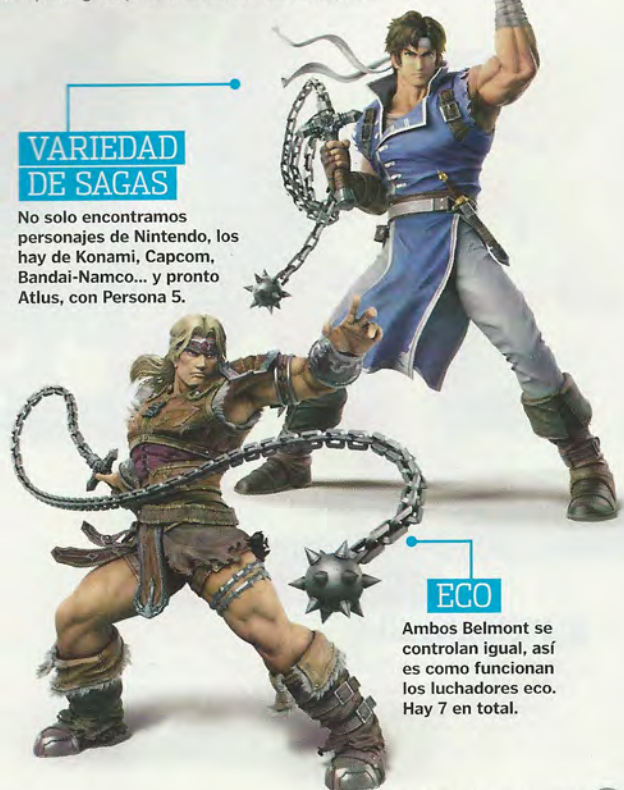 VARIEDAD
DE SAGAS
No solo encontramos
personajes de Nintendo, los
hay de Konami, Capcom,
Bandai-Namco... y pronto
Atlus, con Persona 5.
ECO
Ambos Belmont se
controlan igual, así
es como funcionan
los luchadores eco.
Hay 7 en total.